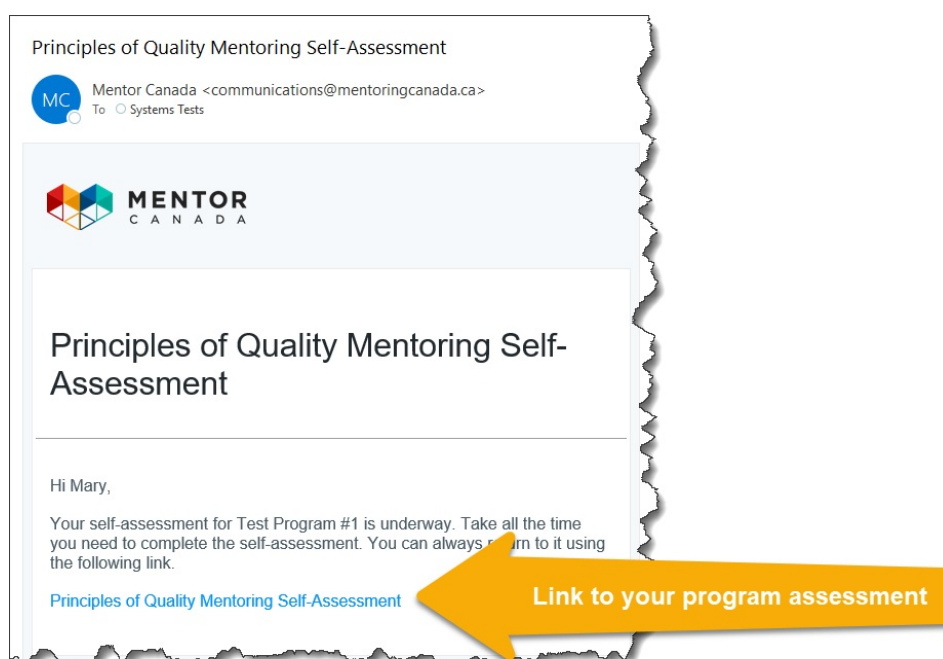 Principles of Quality Mentoring Self-Assessment
MC
Mentor Canada <communications@mentoringcanada.ca>
To Systems Tests
MENTOR
CANADA
Principles of Quality Mentoring Self-
Assessment
Hi Mary,
Your self-assessment for Test Program #1 is underway. Take all the time
you need to complete the self-assessment. You can always using
the following link.
Principles of Quality Mentoring Self-Assessment
Link to your program assessment